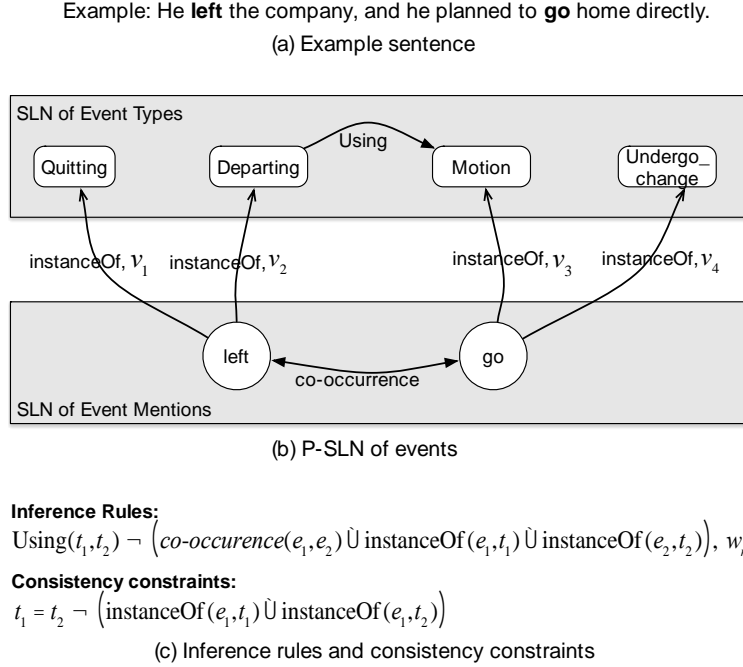 Example: He left the company, and he planned to go home directly.
(a) Example sentence
SLN of Event Types
Using
Quitting
Departing
Motion
Undergo_
change
instanceOf, v1
instanceOf, v2
instanceOf, v3
instanceOf, v4
left
go
co-occurrence
SLN of Event Mentions
(b) P-SLN of events
Inference Rules:
Using(t1,t2) ¬ (co-occurence(e1,e2) Ù instanceOf(e1,t1) Ù instanceOf(e2,t2)), w
Consistency constraints:
t1 = t2 ¬ (instanceOf(e1,t1) Ù instanceOf(e1,t2))
(c) Inference rules and consistency constraints